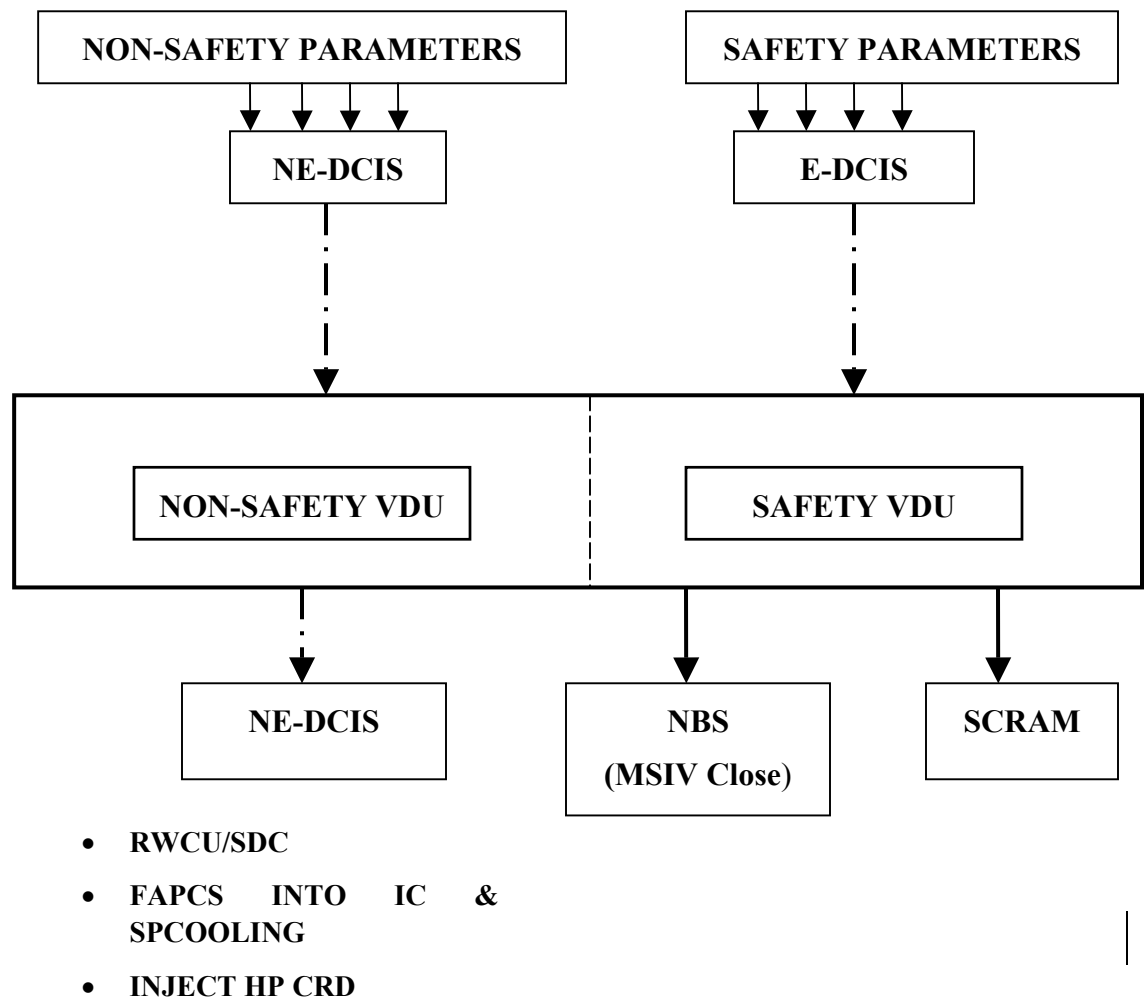 NON-SAFETY PARAMETERS
SAFETY PARAMETERS
NE-DCIS
E-DCIS
NON-SAFETY VDU
SAFETY VDU
NE-DCIS
NBS
(MSIV Close)
SCRAM
• RWCU/SDC
• FAPCS INTO IC &
SPCOOLING
• INJECT HP CRD